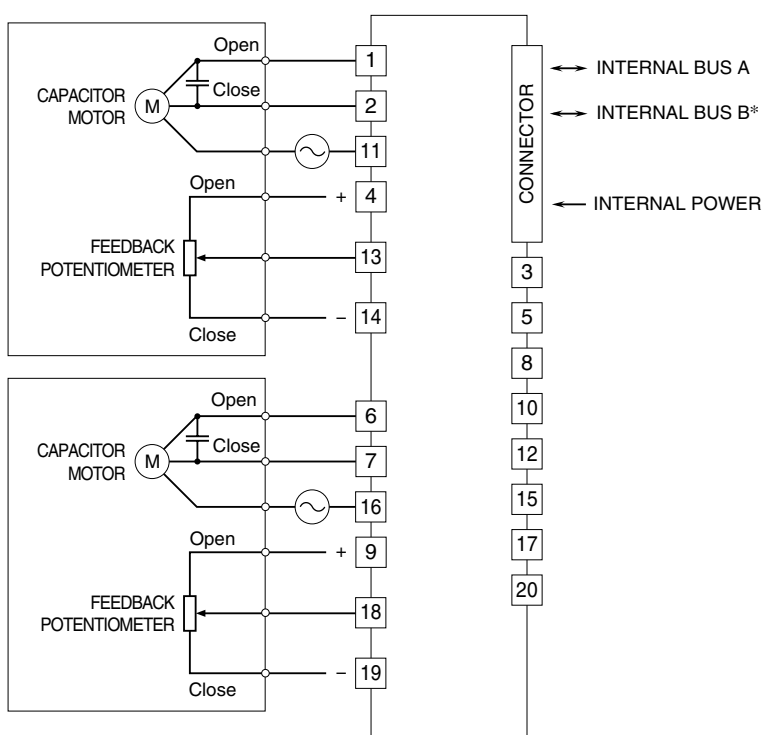 Open
1
CAPACITOR
MOTOR
M
Close
2
11
Open
+ 4
FEEDBACK
POTENTIOMETER
13
− 14
Close
Open
6
CAPACITOR
MOTOR
M
Close
7
16
Open
+ 9
FEEDBACK
POTENTIOMETER
18
− 19
Close
CONNECTOR
INTERNAL BUS A
INTERNAL BUS B*
INTERNAL POWER
3
5
8
10
12
15
17
20